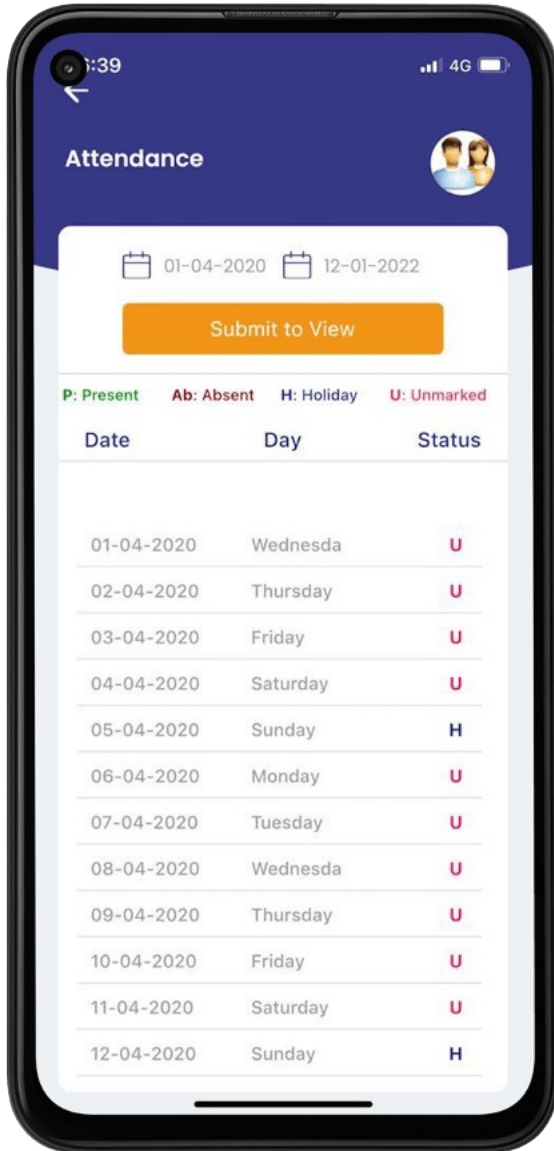 :39 4G
Attendance
01-04-2020 12-01-2022
Submit to View
P: Present Ab: Absent H: Holiday U: Unmarked
Date Day Status
01-04-2020 Wednesda U
02-04-2020 Thursday U
03-04-2020 Friday U
04-04-2020 Saturday U
05-04-2020 Sunday H
06-04-2020 Monday U
07-04-2020 Tuesday U
08-04-2020 Wednesda U
09-04-2020 Thursday U
10-04-2020 Friday U
11-04-2020 Saturday U
12-04-2020 Sunday H